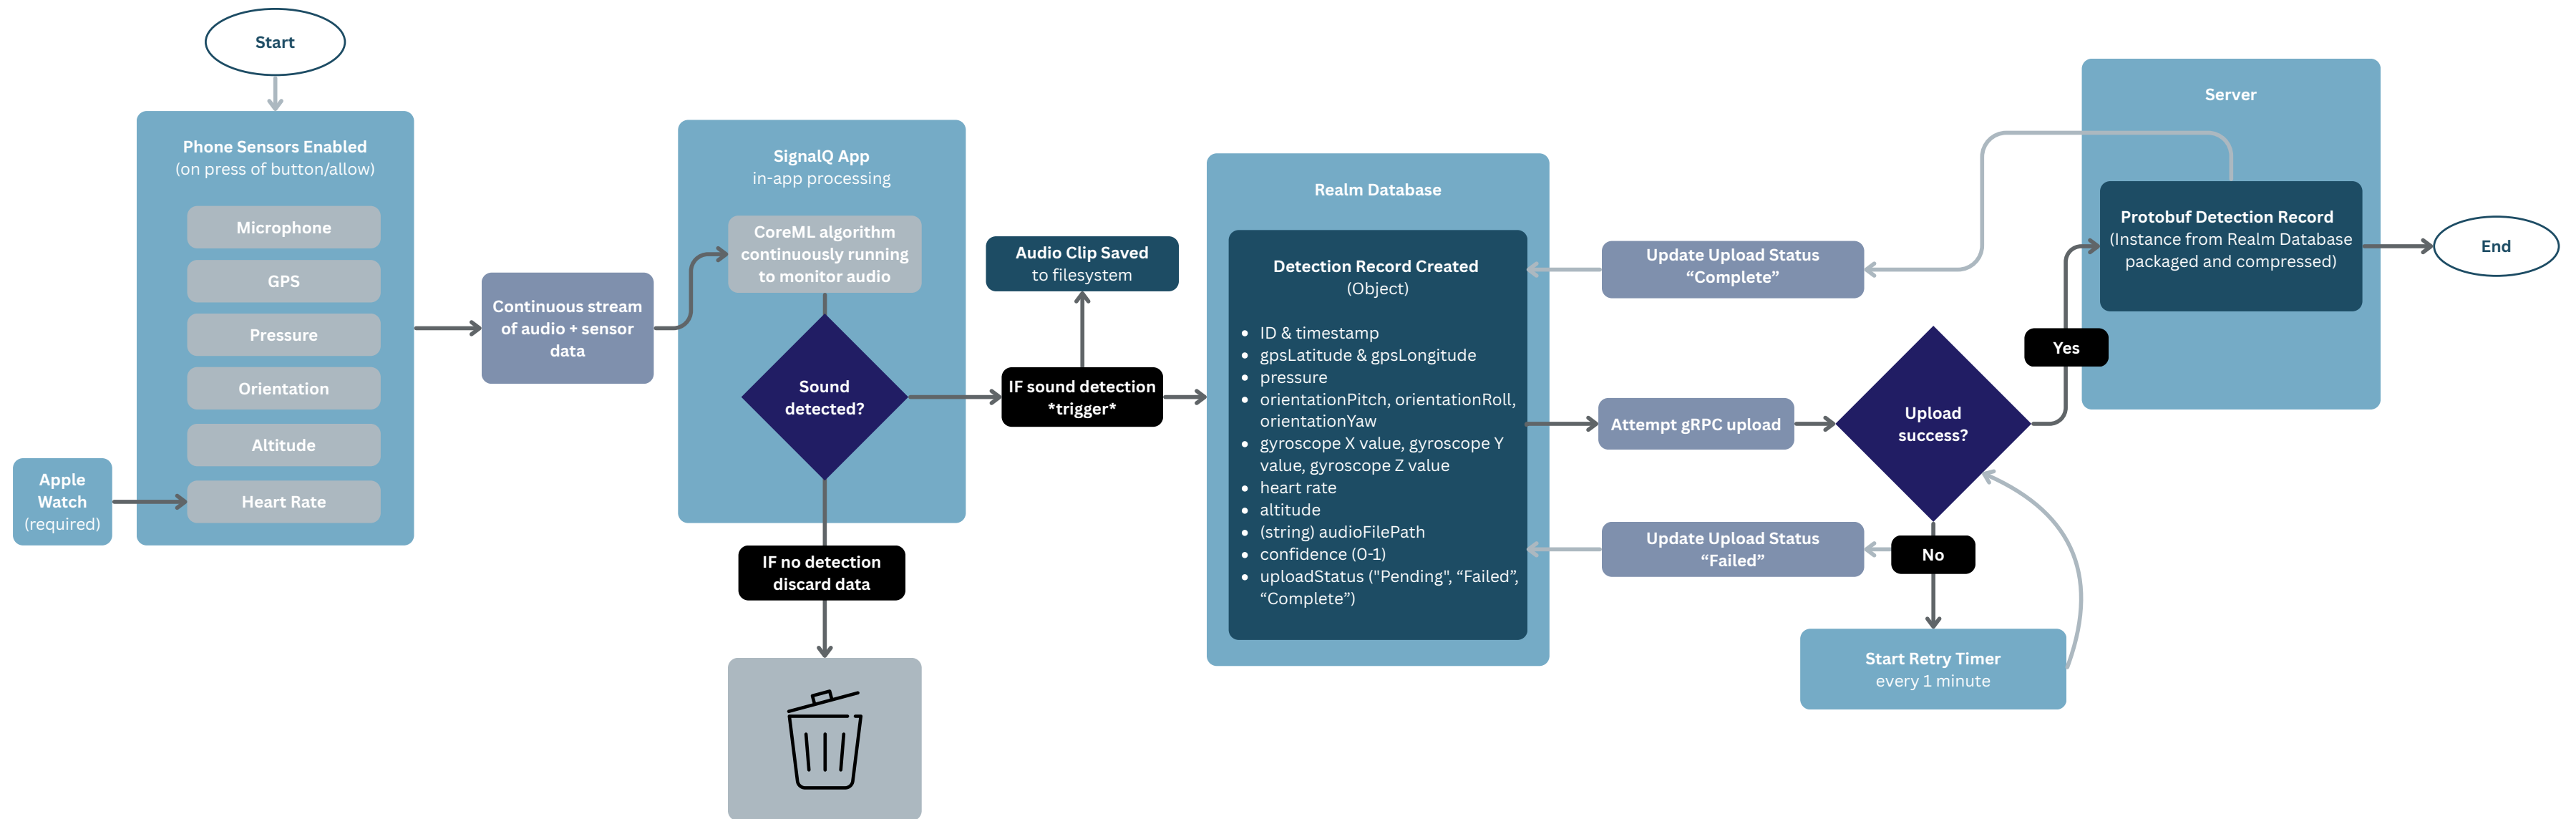 Start
Phone Sensors Enabled
(on press of button/allow)
Microphone
GPS
Pressure
Orientation
Altitude
Heart Rate
Apple
Watch
(required)
Continuous stream
of audio + sensor
data
SignalQ App
in-app processing
CoreML algorithm
continuously running
to monitor audio
Sound
detected?
IF no detection
discard data
IF sound detection
*trigger*
Audio Clip Saved
to filesystem
Realm Database
Detection Record Created
(Object)
• ID & timestamp
• gpsLatitude & gpsLongitude
• pressure
• orientationPitch, orientationRoll,
orientationYaw
• gyroscope X value, gyroscope Y
value, gyroscope Z value
• heart rate
• altitude
• (string) audioFilePath
• confidence (0-1)
• uploadStatus ("Pending", “Failed”,
“Complete”)
Update Upload Status
“Complete”
Attempt gRPC upload
Upload
success?
Update Upload Status
“Failed”
No
Start Retry Timer
every 1 minute
Yes
Server
Protobuf Detection Record
(Instance from Realm Database
packaged and compressed)
End